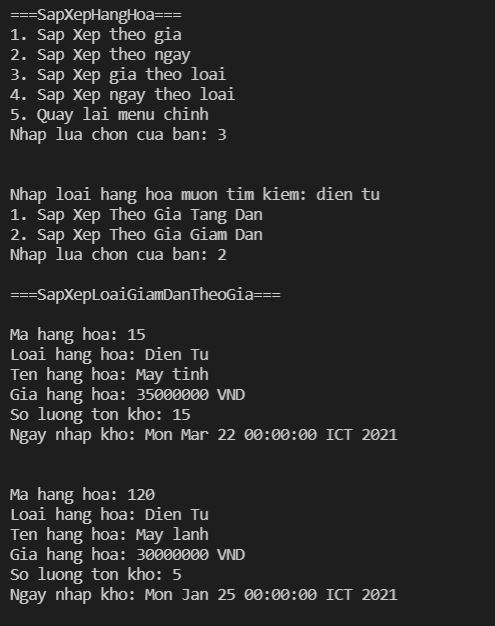 ===SapXepHangHoa===
1. Sap Xep theo gia
2. Sap Xep theo ngay
3. Sap Xep gia theo loai
4. Sap Xep ngay theo loai
5. Quay lai menu chinh
Nhap lua chon cua ban: 3
Nhap loai hang hoa muon tim kiem: dien tu
1. Sap Xep Theo Gia Tang Dan
2. Sap Xep Theo Gia Giam Dan
Nhap lua chon cua ban: 2
===SapXepLoaiGiamDanTheoGia===
Ma hang hoa: 15
Loai hang hoa: Dien Tu
Ten hang hoa: May tinh
Gia hang hoa: 35000000 VND
So luong ton kho: 15
Ngay nhap kho: Mon Mar 22 00:00:00 ICT 2021
Ma hang hoa: 120
Loai hang hoa: Dien Tu
Ten hang hoa: May lanh
Gia hang hoa: 30000000 VND
So luong ton kho: 5
Ngay nhap kho: Mon Jan 25 00:00:00 ICT 2021